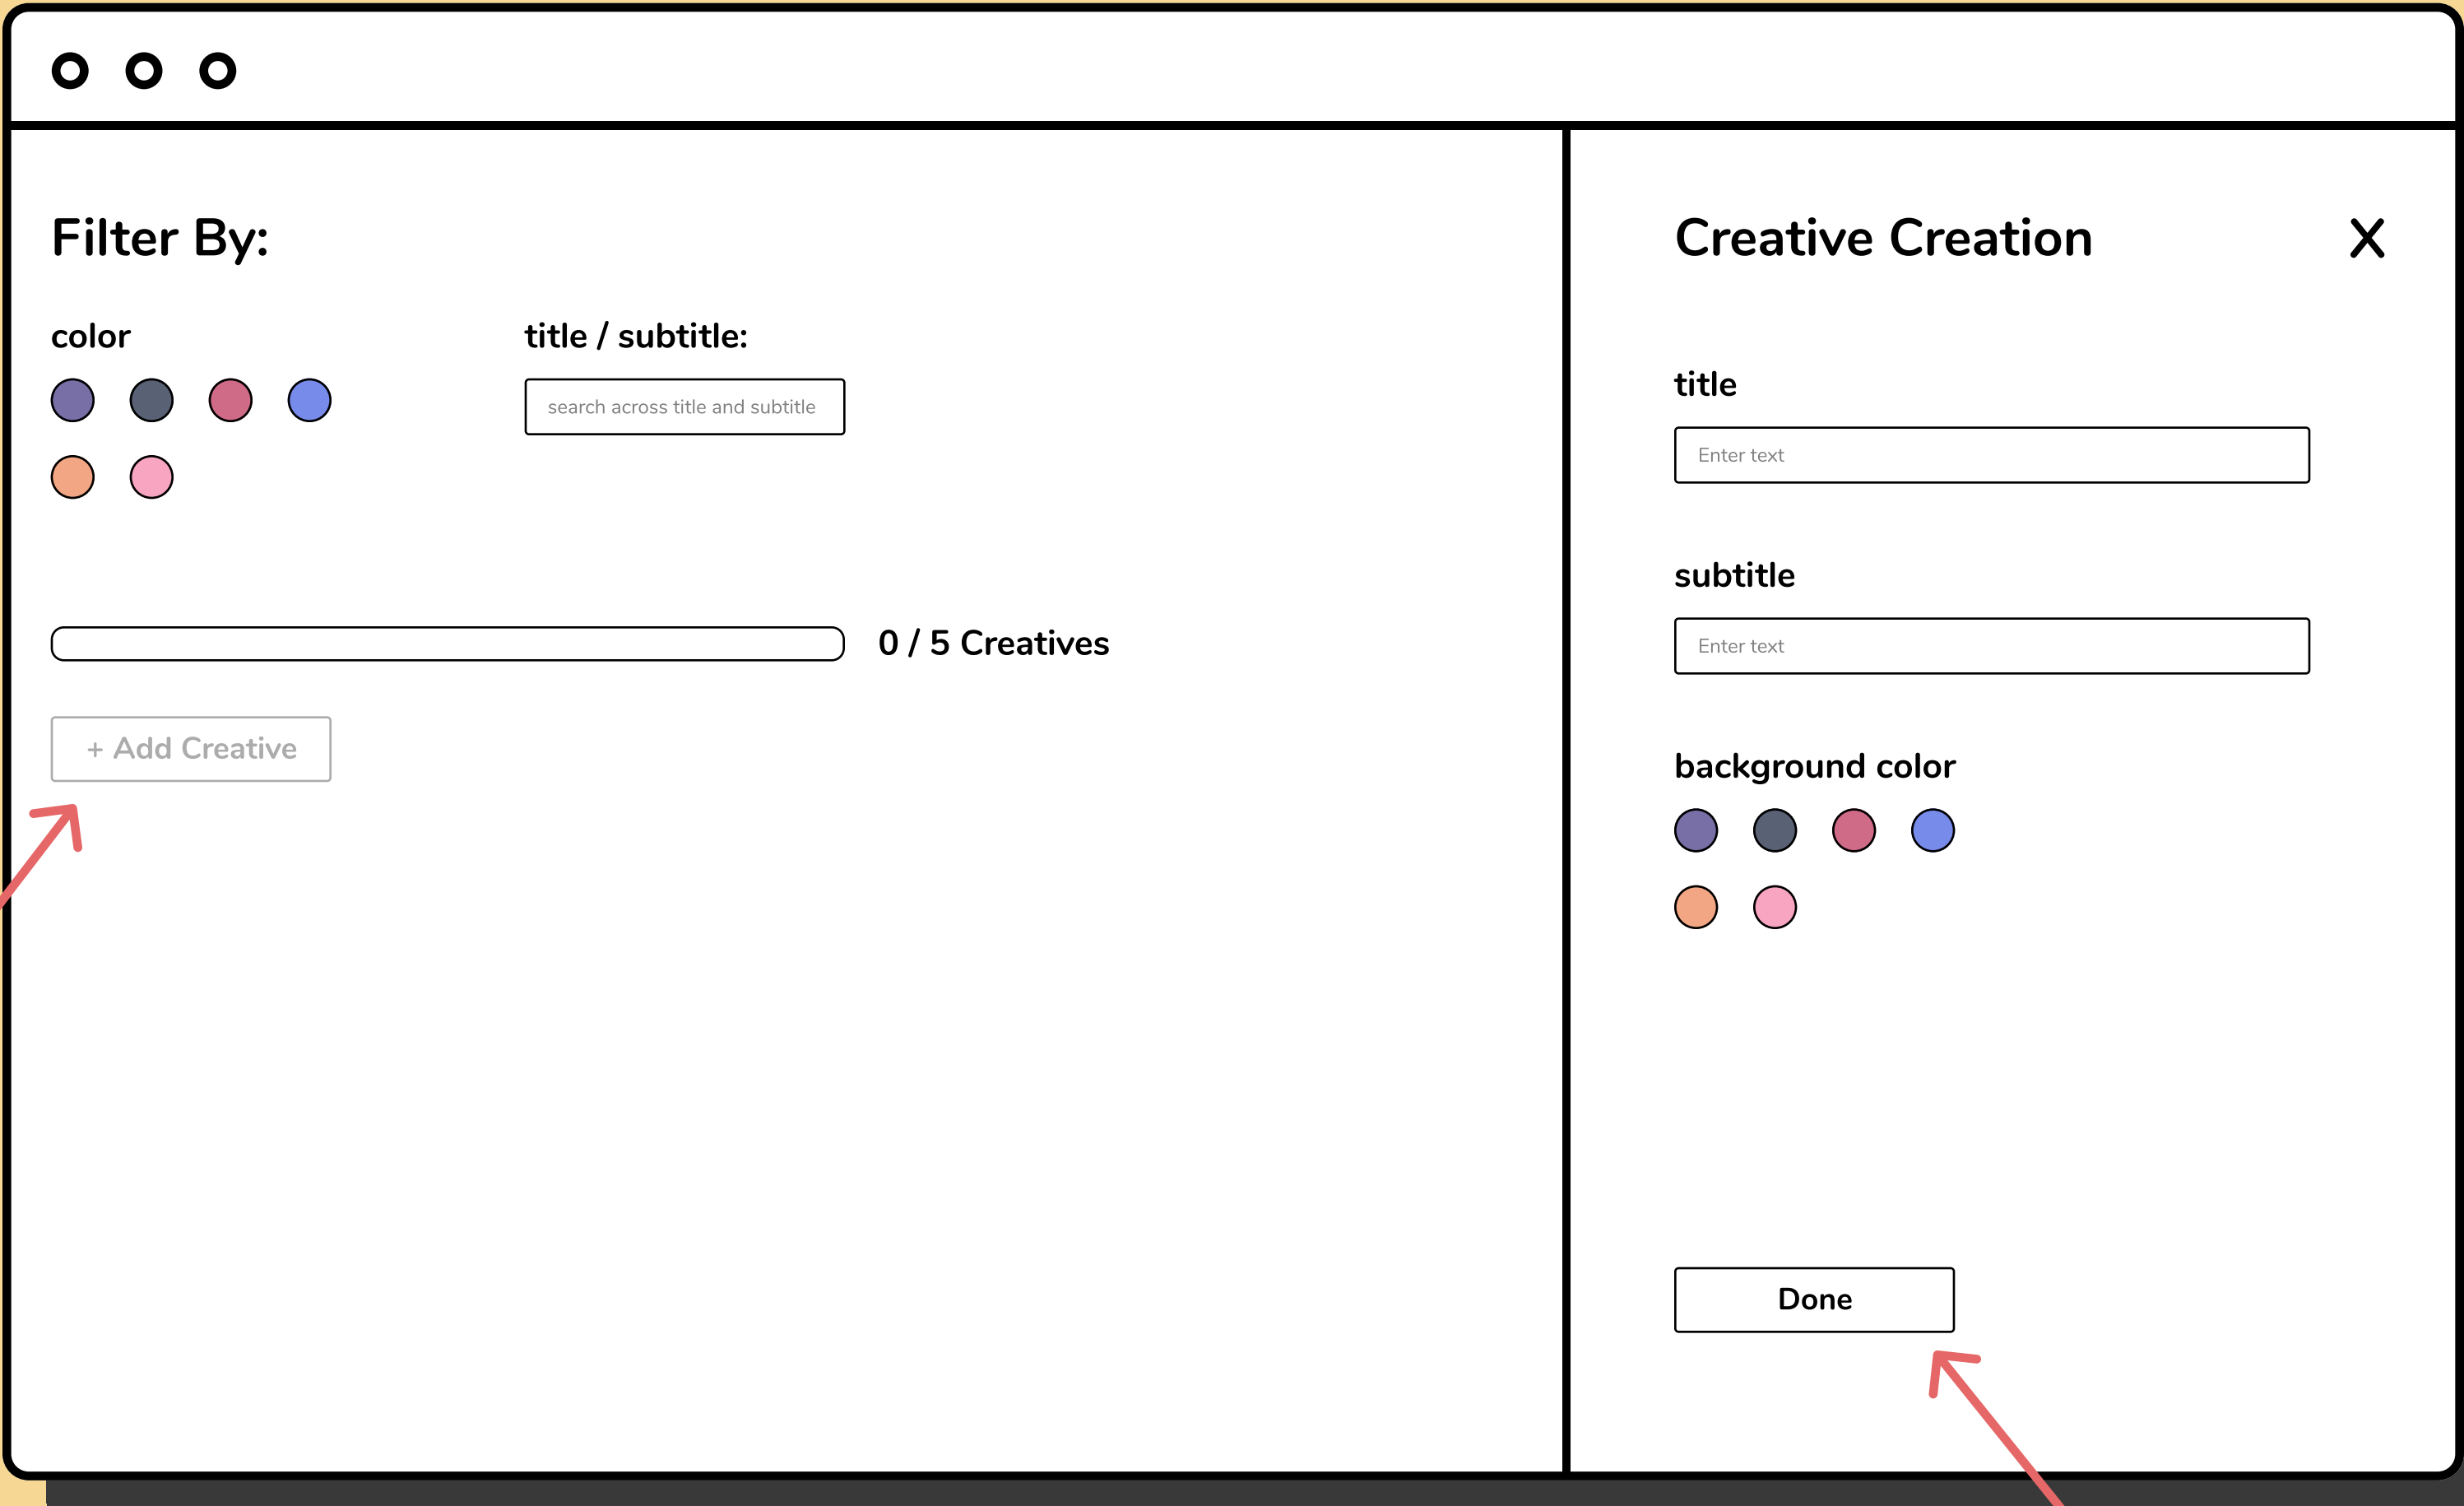 Filter By:
color
title / subtitle:
search across title and subtitle
0 / 5 Creatives
+ Add Creative
Creative Creation
X
title
Enter text
subtitle
Enter text
background color
Done